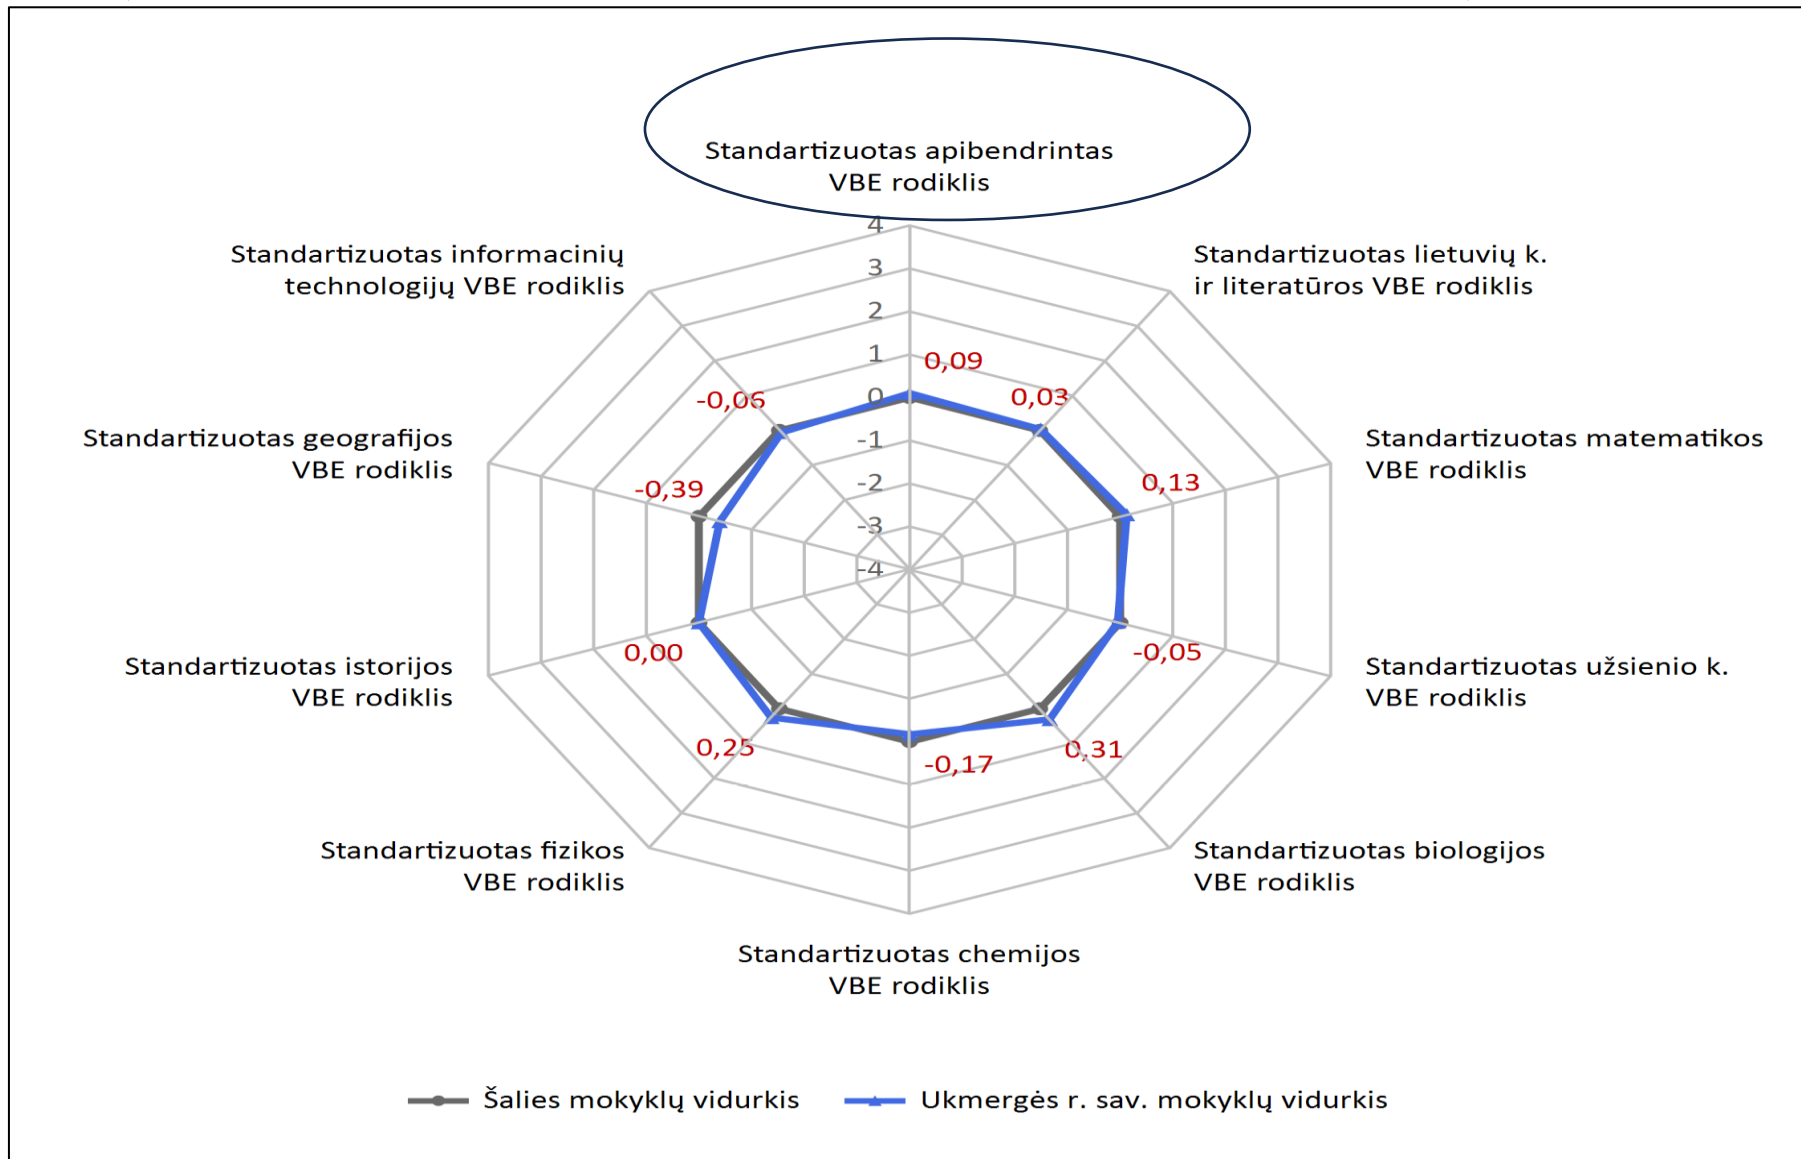 Standartizuotas apibendrintas
VBE rodiklis
Standartizuotas informacinių
technologijų VBE rodiklis
Standartizuotas lietuvių k.
ir literatūros VBE rodiklis
4
3
2
1
0
-1
-2
-3
-4
0,09
0,03
-0,06
Standartizuotas geografijos
VBE rodiklis
Standartizuotas matematikos
VBE rodiklis
-0,39
0,13
Standartizuotas istorijos
VBE rodiklis
0,00
-0,05
Standartizuotas užsienio k.
VBE rodiklis
0,25
-0,17
0,31
Standartizuotas fizikos
VBE rodiklis
Standartizuotas biologijos
VBE rodiklis
Standartizuotas chemijos
VBE rodiklis
Šalies mokyklų vidurkis
Ukmergės r. sav. mokyklų vidurkis